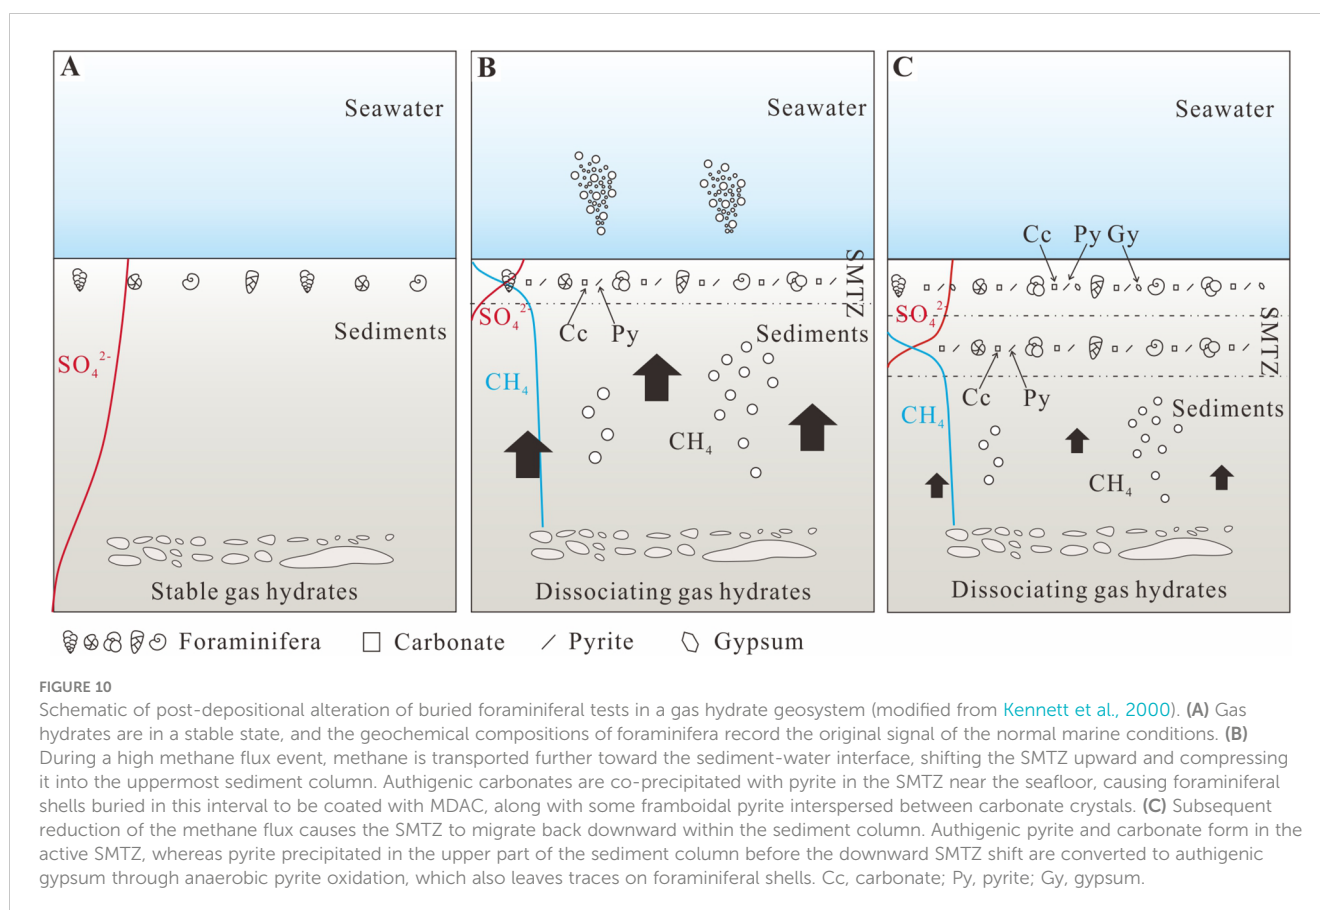 A
Seawater
Sediments
SO₄²⁻
Stable gas hydrates
B
Seawater
SMTZ
SO₄²⁻
Cc
Py
Sediments
CH₄
CH₄
Dissociating gas hydrates
C
Seawater
Cc
Py
Gy
SO₄²⁻
SMTZ
Cc
Py
Sediments
CH₄
CH₄
Dissociating gas hydrates
Foraminifera
Carbonate
Pyrite
Gypsum
FIGURE 10
Schematic of post-depositional alteration of buried foraminiferal tests in a gas hydrate geosystem (modified from Kennett et al., 2000). (A) Gas
hydrates are in a stable state, and the geochemical compositions of foraminifera record the original signal of the normal marine conditions. (B)
During a high methane flux event, methane is transported further toward the sediment-water interface, shifting the SMTZ upward and compressing
it into the uppermost sediment column. Authigenic carbonates are co-precipitated with pyrite in the SMTZ near the seafloor, causing foraminiferal
shells buried in this interval to be coated with MDAC, along with some framboidal pyrite interspersed between carbonate crystals. (C) Subsequent
reduction of the methane flux causes the SMTZ to migrate back downward within the sediment column. Authigenic pyrite and carbonate form in the
active SMTZ, whereas pyrite precipitated in the upper part of the sediment column before the downward SMTZ shift are converted to authigenic
gypsum through anaerobic pyrite oxidation, which also leaves traces on foraminiferal shells. Cc, carbonate; Py, pyrite; Gy, gypsum.